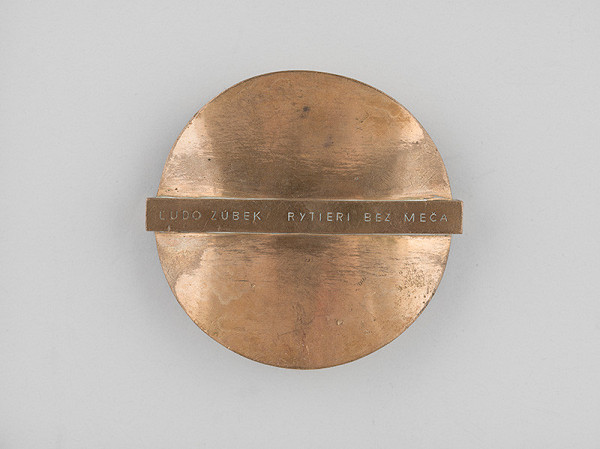 ĽUDO ZÚBEK / RYTIERI BEZ MEČA